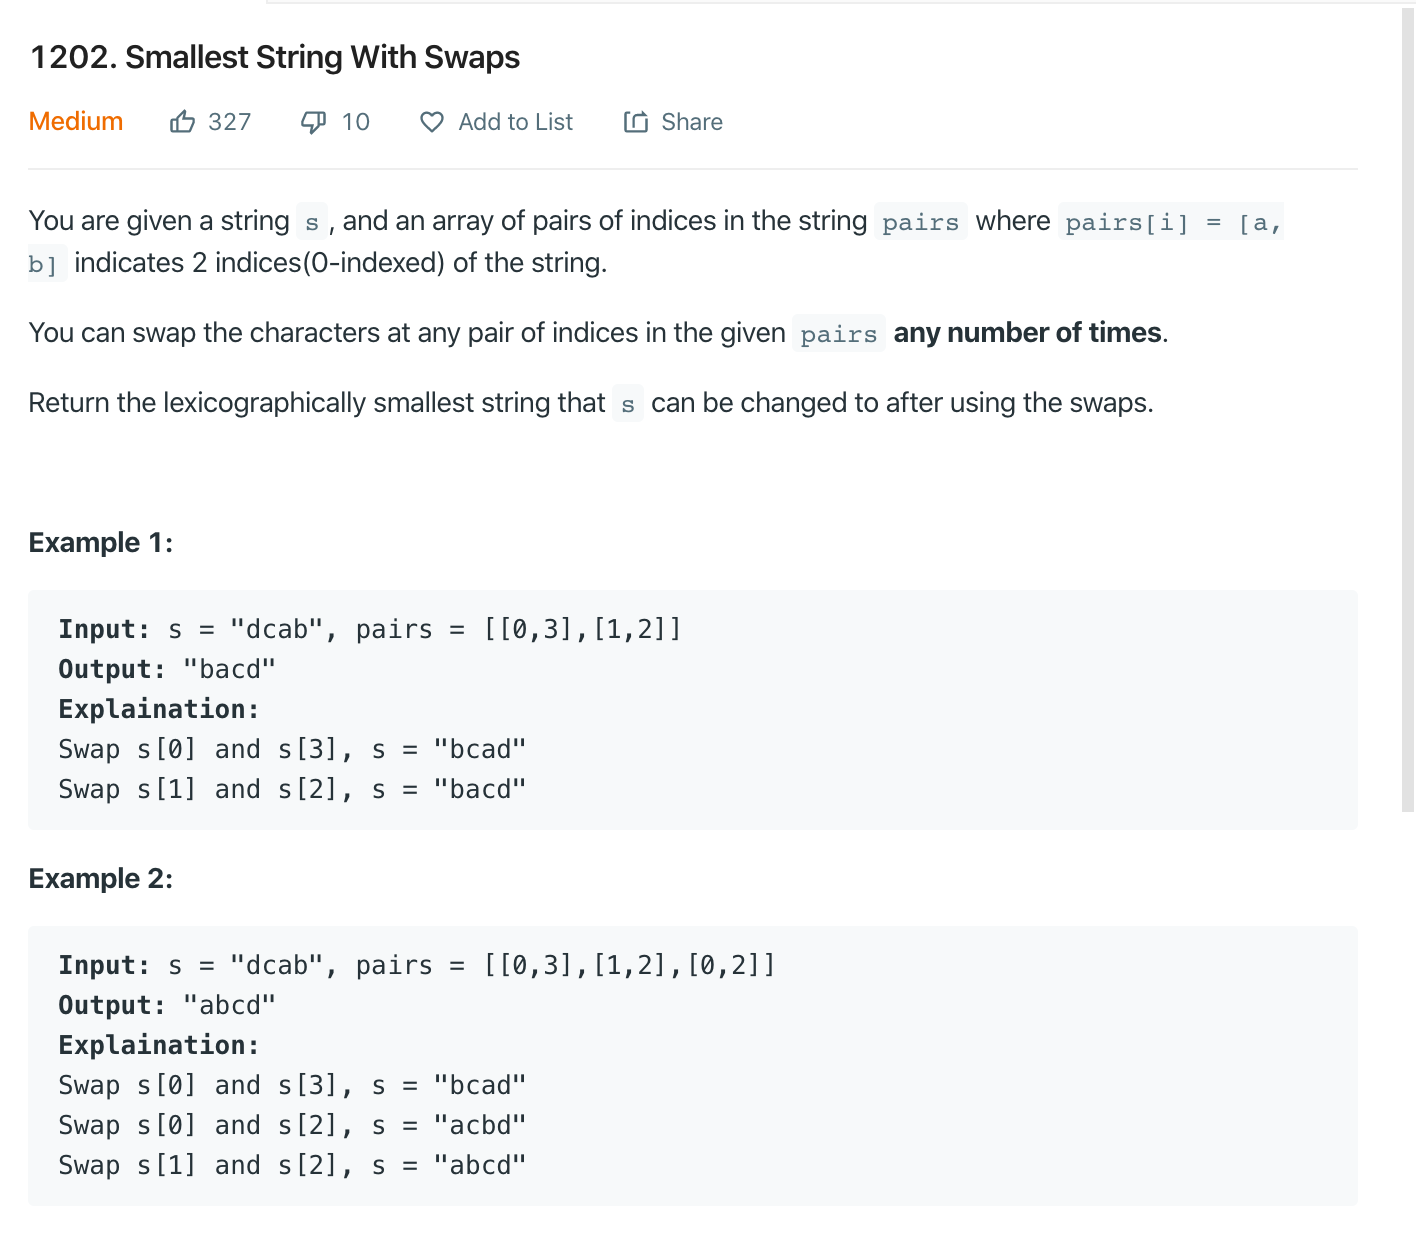 1202. Smallest String With Swaps
Medium 327 10 Add to List Share
You are given a string s , and an array of pairs of indices in the string pairs where pairs[i] = [a,
b] indicates 2 indices(0-indexed) of the string.
You can swap the characters at any pair of indices in the given pairs any number of times.
Return the lexicographically smallest string that s can be changed to after using the swaps.
Example 1:
Input: s = "dcab", pairs = [[0,3],[1,2]]
Output: "bacd"
Explaination:
Swap s[0] and s[3], s = "bcad"
Swap s[1] and s[2], s = "bacd"
Example 2:
Input: s = "dcab", pairs = [[0,3],[1,2],[0,2]]
Output: "abcd"
Explaination:
Swap s[0] and s[3], s = "bcad"
Swap s[0] and s[2], s = "acbd"
Swap s[1] and s[2], s = "abcd"